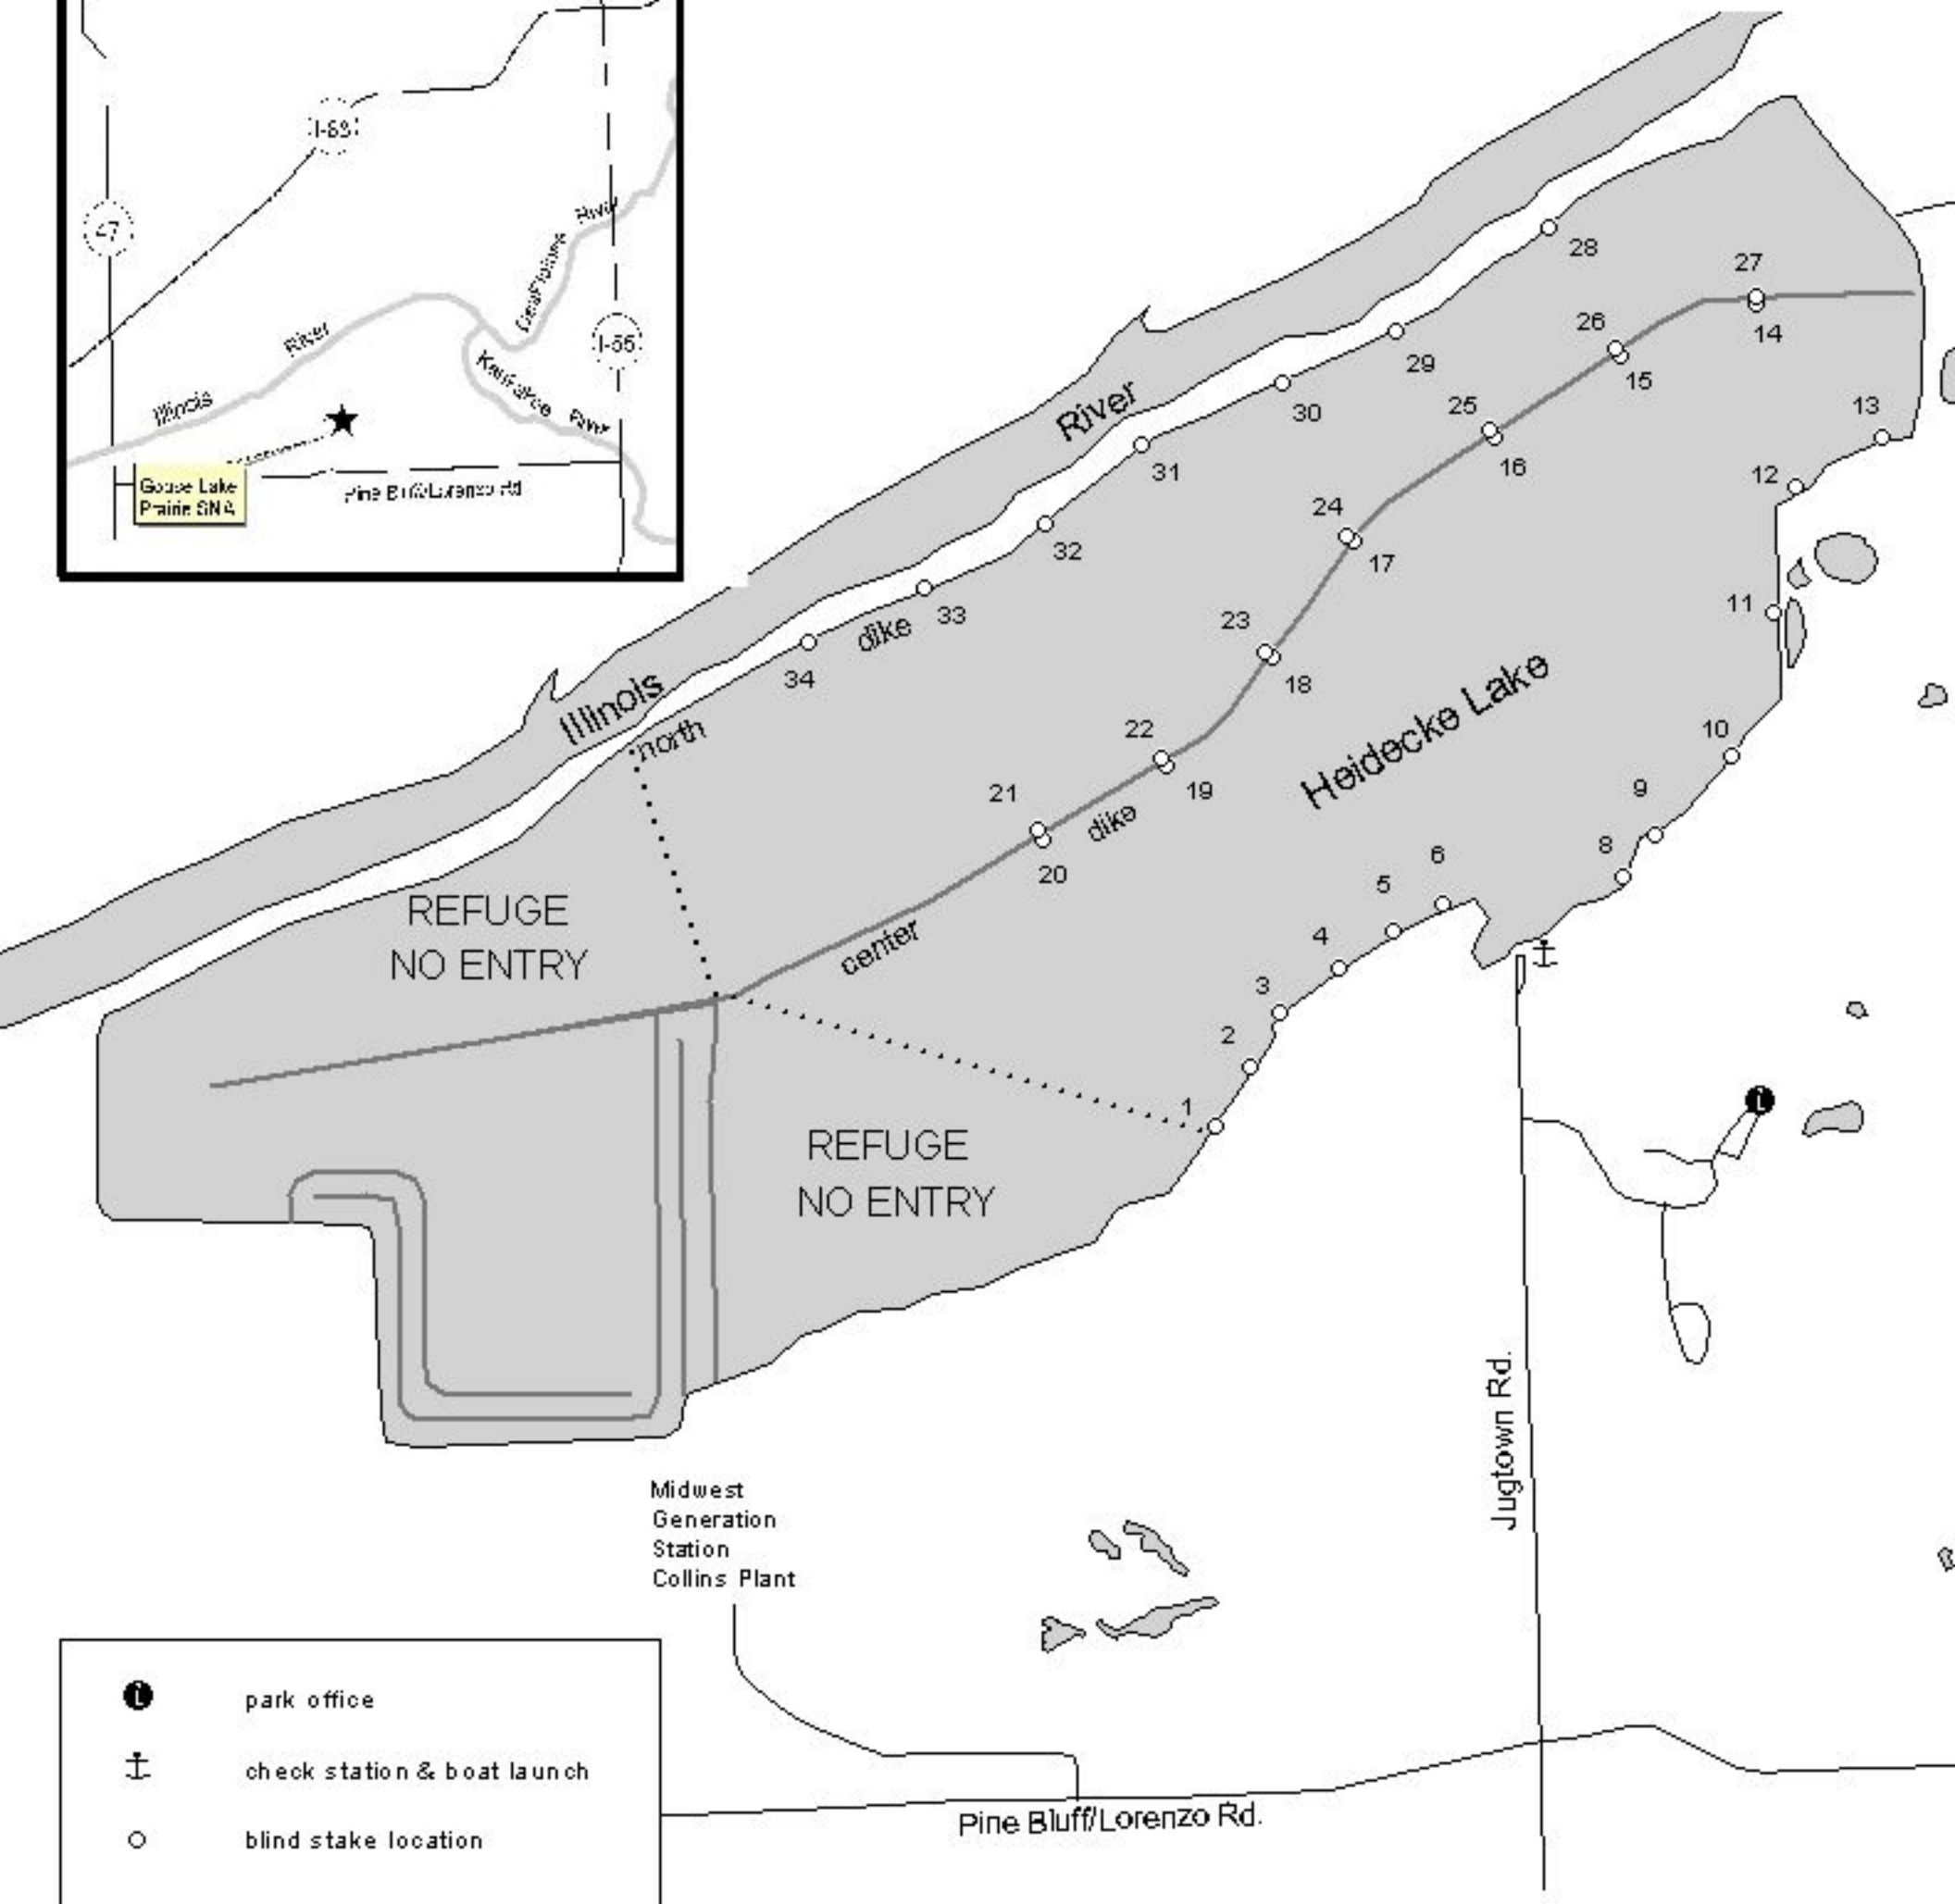 I-55
47
River
River
Illinois
River
Pine Bluff/Lorenzo Rd
Goose Lake
Prairie SNA
28
27
14
26
15
29
25
16
13
30
12
River
31
24
17
32
11
33
dike
23
34
18
Illinois
north
Heidecke Lake
22
10
21
19
9
dike
8
20
6
5
REFUGE
NO ENTRY
center
4
3
2
1
REFUGE
NO ENTRY
Jugtown Rd.
Midwest
Generation
Station
Collins Plant
park office
check station & boat launch
blind stake location
Pine Bluff/Lorenzo Rd.